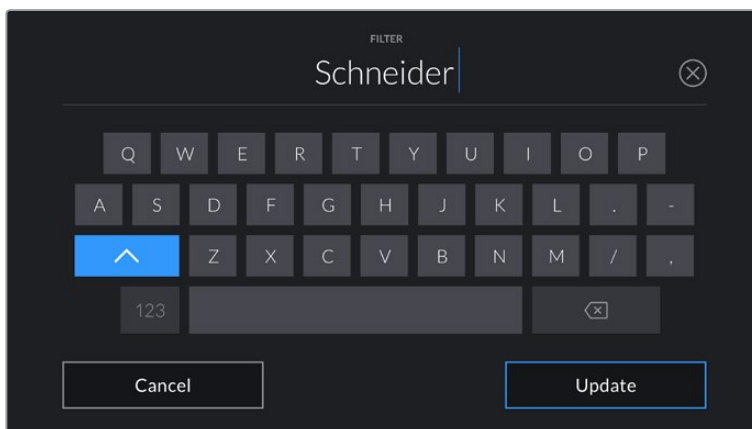 FILTER
Schneider
Q W E R T Y U I O P
A S D F G H J K L . -
Z X C V B N M / ,
123
Cancel Update